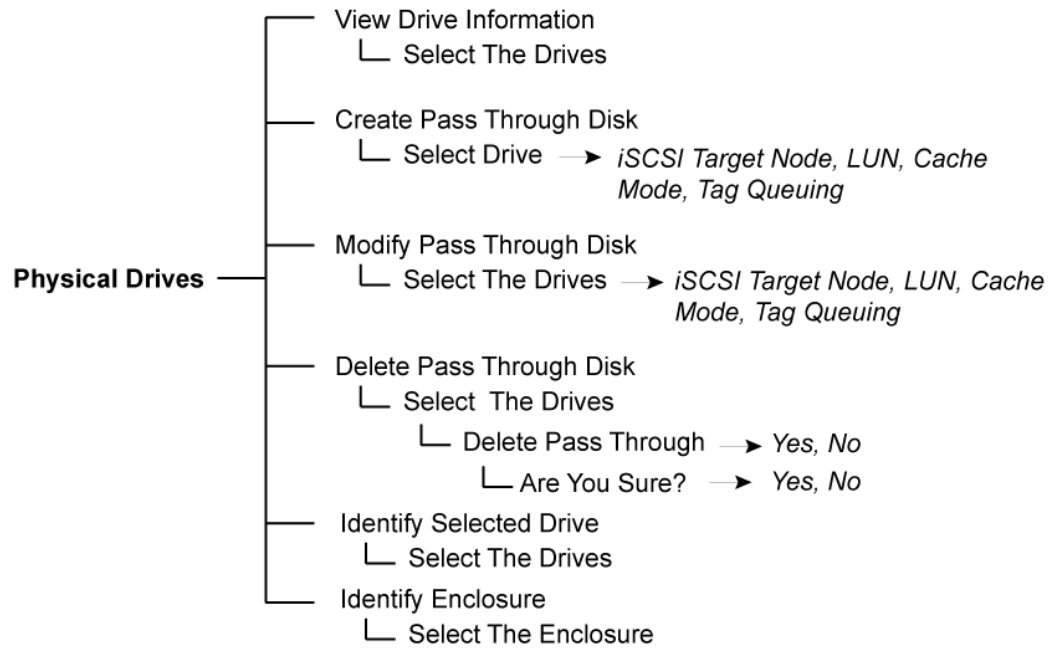 View Drive Information
Select The Drives
Create Pass Through Disk
Select Drive
iSCSI Target Node, LUN, Cache
Mode, Tag Queuing
Modify Pass Through Disk
Physical Drives
Select The Drives
iSCSI Target Node, LUN, Cache
Mode, Tag Queuing
Delete Pass Through Disk
Select The Drives
Delete Pass Through
Yes, No
Are You Sure?
Yes, No
Identify Selected Drive
Select The Drives
Identify Enclosure
Select The Enclosure